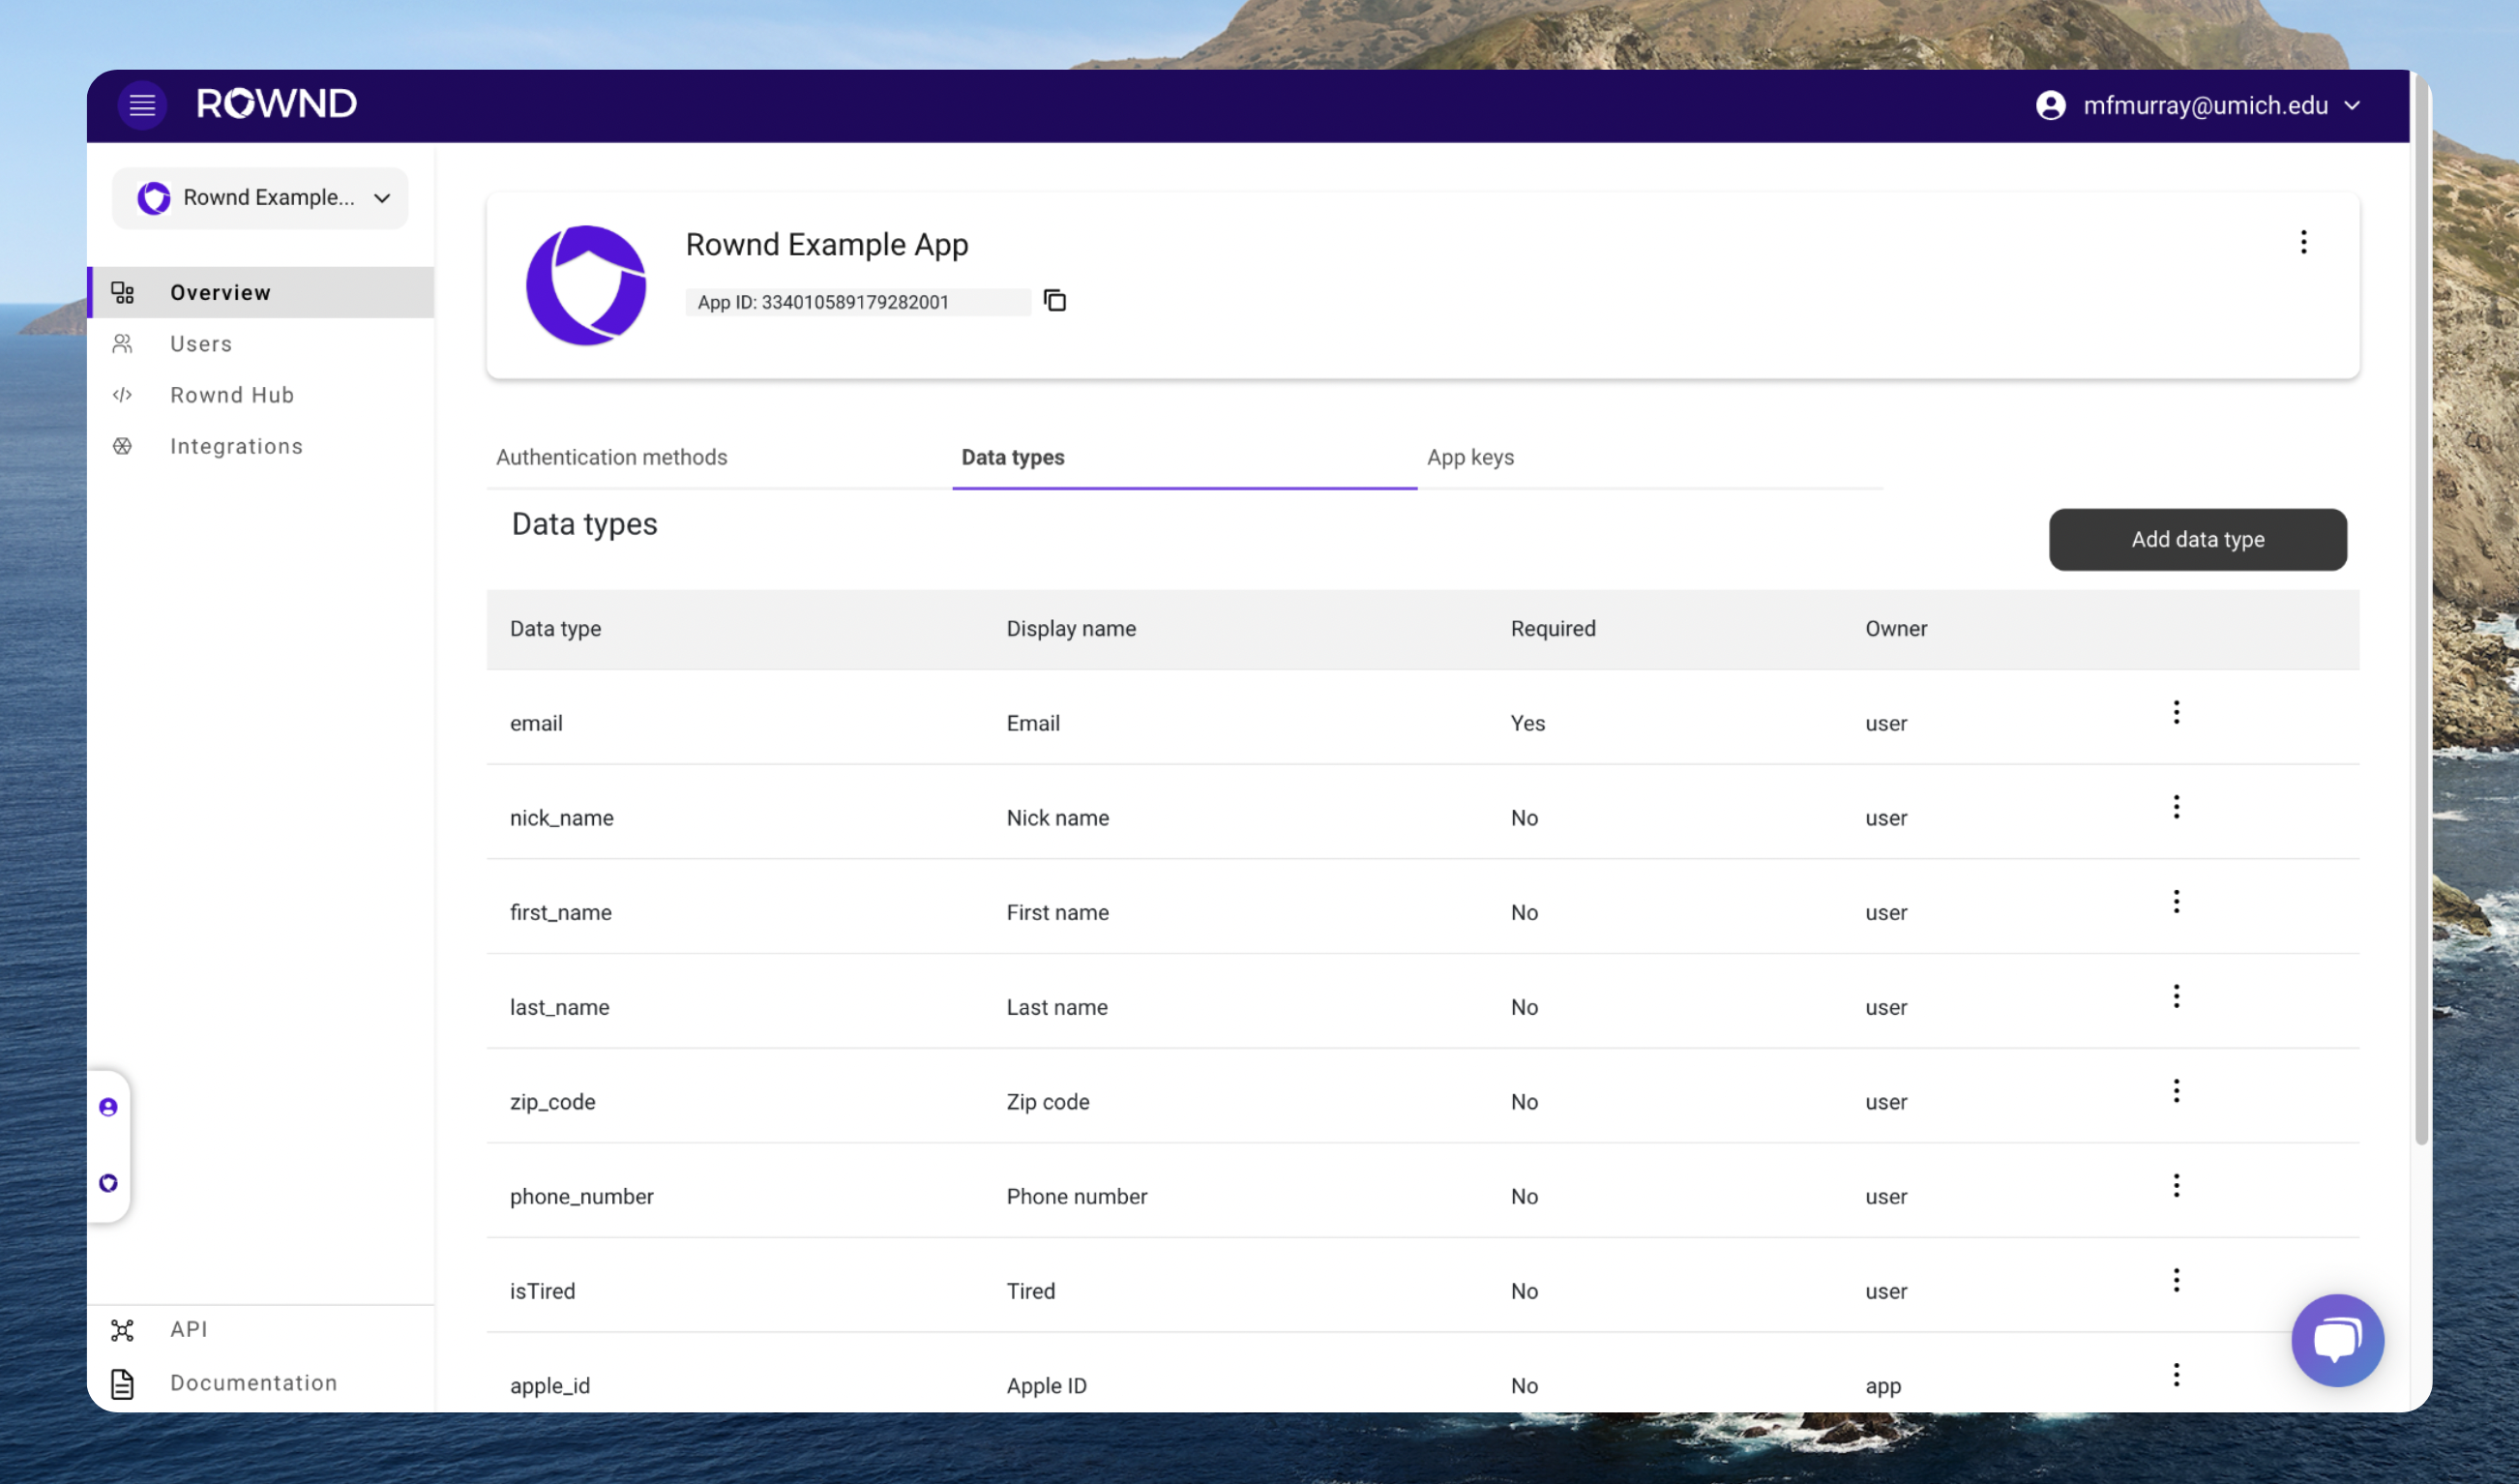 ROWND
mfmurray@umich.edu
Rownd Example...
Overview
Users
Rownd Hub
Integrations
API
Documentation
Rownd Example App
App ID: 334010589179282001
Authentication methods Data types App keys
Data types
Add data type
Data type Display name Required Owner
email Email Yes user
nick_name Nick name No user
first_name First name No user
last_name Last name No user
zip_code Zip code No user
phone_number Phone number No user
isTired Tired No user
apple_id Apple ID No app